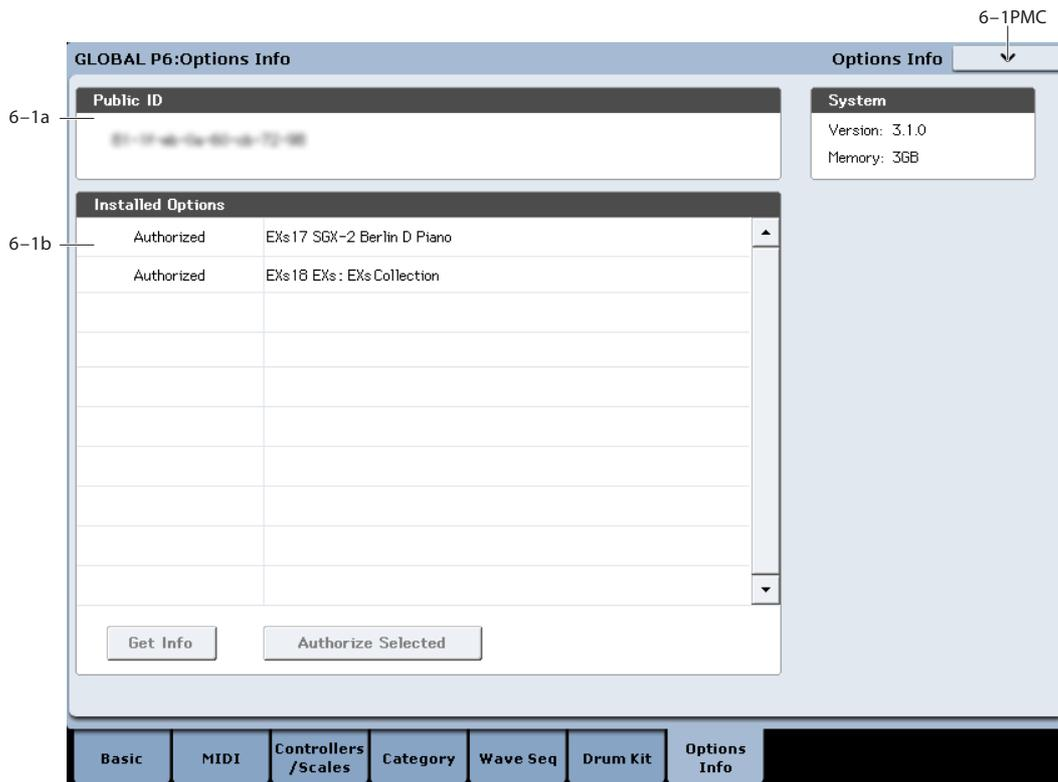 6–1PMC
GLOBAL P6:Options Info
Options Info
6–1a
Public ID
System
Version: 3.1.0
Memory: 3GB
Installed Options
6–1b
Authorized EXs17 SGX-2 Berlin D Piano
Authorized EXs18 EXs: EXsCollection
Get Info
Authorize Selected
Basic
MIDI
Controllers
/Scales
Category
Wave Seq
Drum Kit
Options
Info